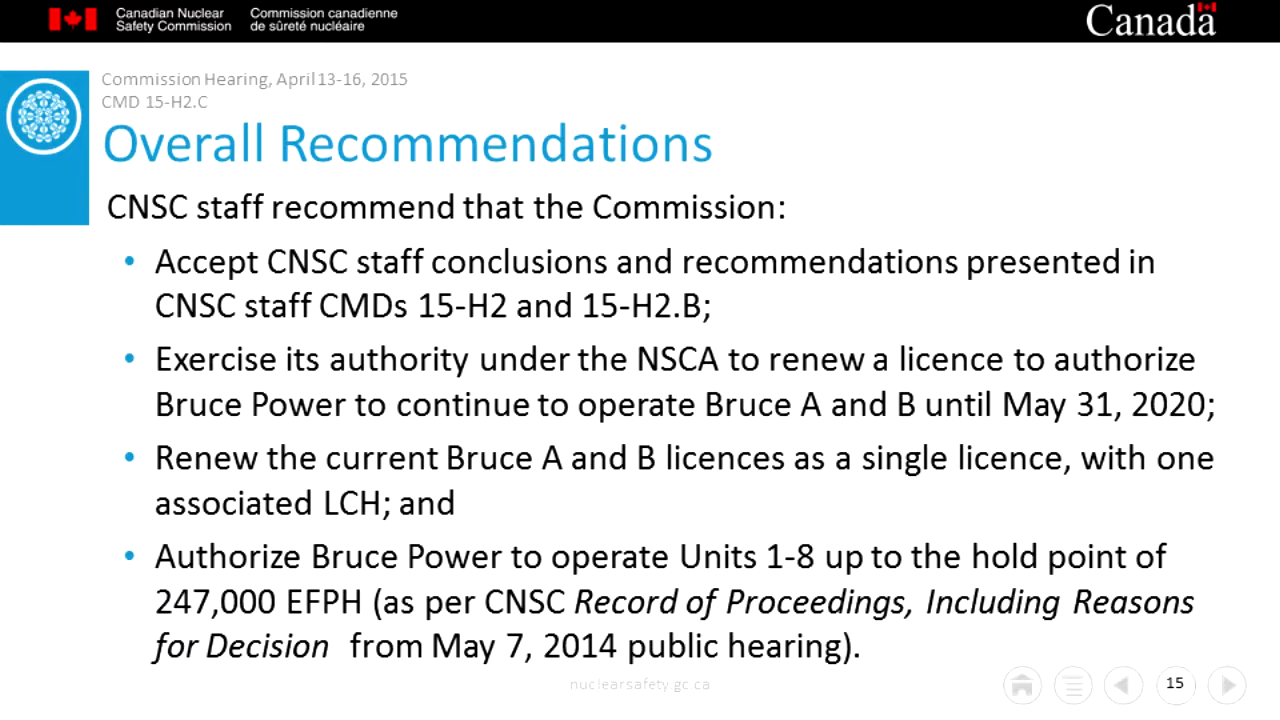 Canadian Nuclear Safety Commission
Commission canadienne de sûreté nucléaire
Canada
Commission Hearing, April 13-16, 2015
CMD 15-H2.C
Overall Recommendations
CNSC staff recommend that the Commission:
• Accept CNSC staff conclusions and recommendations presented in
CNSC staff CMDs 15-H2 and 15-H2.B;
• Exercise its authority under the NSCA to renew a licence to authorize
Bruce Power to continue to operate Bruce A and B until May 31, 2020;
• Renew the current Bruce A and B licences as a single licence, with one
associated LCH; and
• Authorize Bruce Power to operate Units 1-8 up to the hold point of
247,000 EFPH (as per CNSC Record of Proceedings, Including Reasons
for Decision from May 7, 2014 public hearing).
nuclearsafety.gc.ca
15